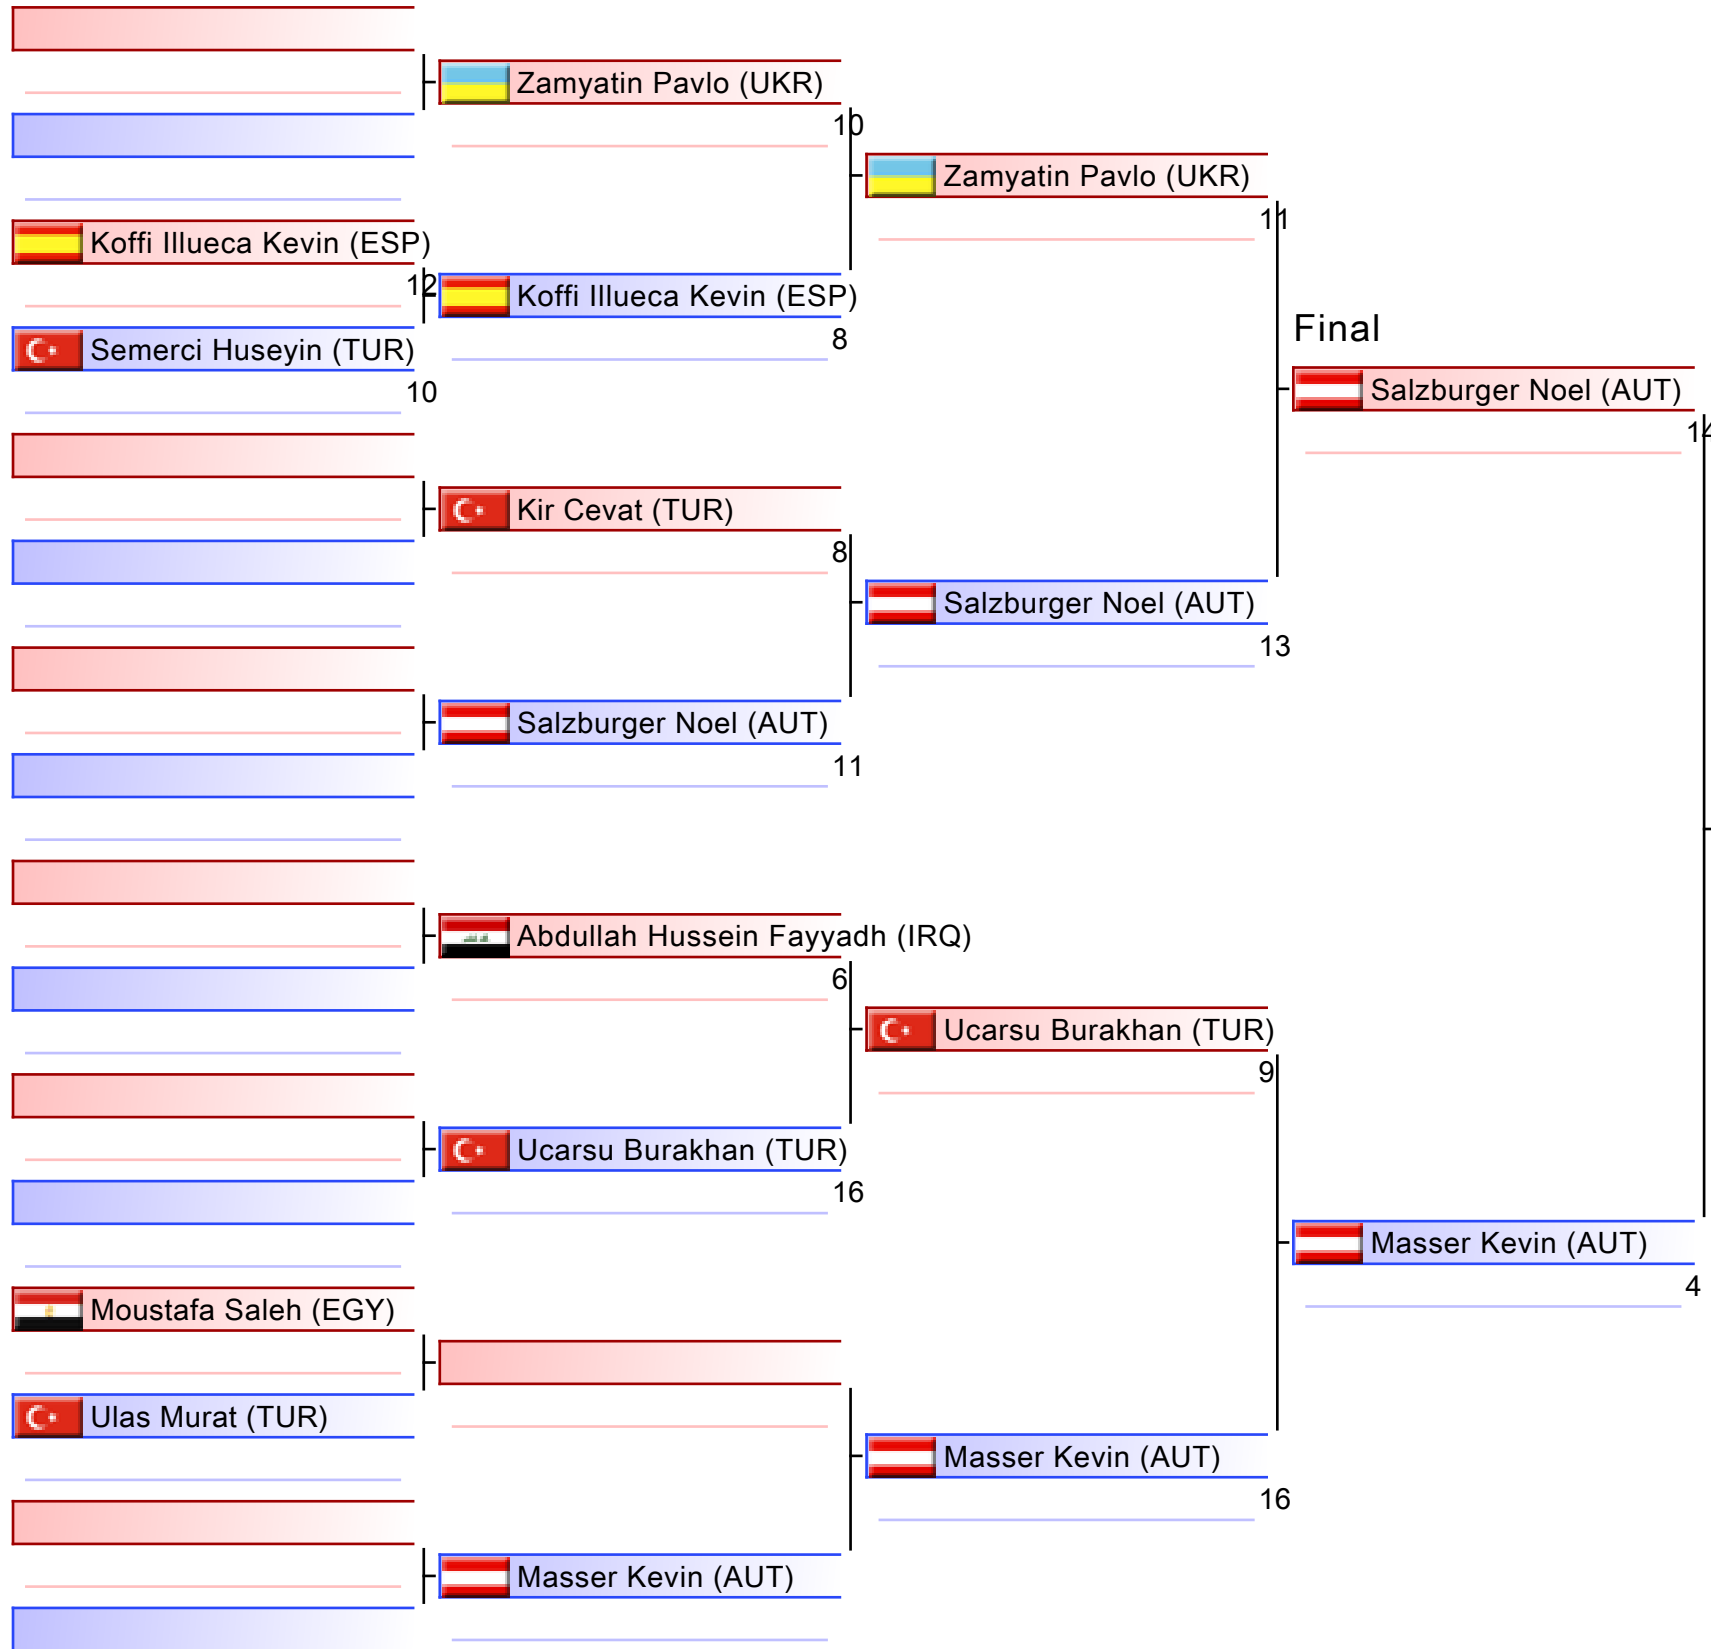 Zamyatin Pavlo (UKR)
10
Zamyatin Pavlo (UKR)
11
Koffi Illueca Kevin (ESP)
12
Koffi Illueca Kevin (ESP)
8
Semerci Huseyin (TUR)
10
Final
Salzburger Noel (AUT)
14
Kir Cevat (TUR)
8
Salzburger Noel (AUT)
13
Salzburger Noel (AUT)
11
Abdullah Hussein Fayyadh (IRQ)
6
Ucarsu Burakhan (TUR)
9
Ucarsu Burakhan (TUR)
16
Masser Kevin (AUT)
4
Moustafa Saleh (EGY)
Ulas Murat (TUR)
Masser Kevin (AUT)
16
Masser Kevin (AUT)